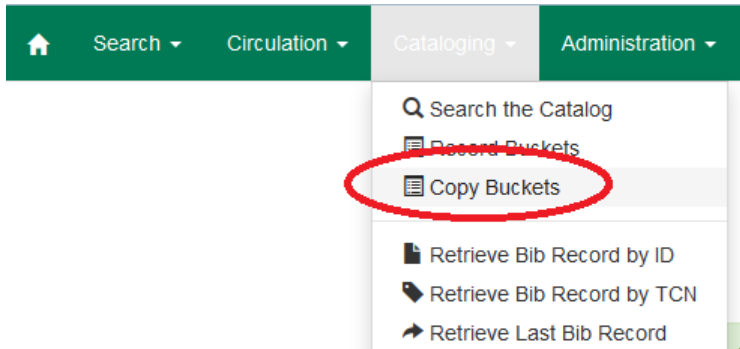 Search Circulation Cataloging Administration
Search the Catalog
Record Buckets
Copy Buckets
Retrieve Bib Record by ID
Retrieve Bib Record by TCN
Retrieve Last Bib Record